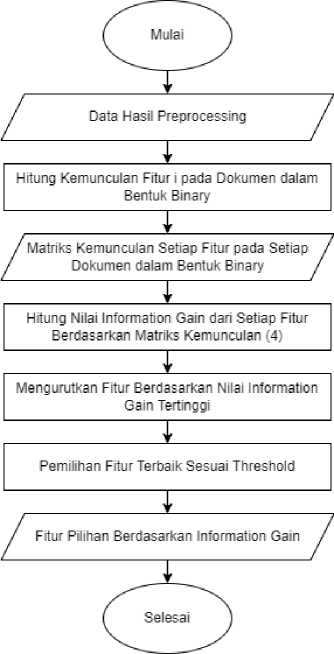 Mulai
Data Hasil Preprocessing
Hitung Kemunculan Fitur i pada Dokumen dalam
Bentuk Binary
Matriks Kemunculan Setiap Fitur pada Setiap
Dokumen dalam Bentuk Binary
Hitung Nilai Information Gain dari Setiap Fitur
Berdasarkan Matriks Kemunculan (4)
Mengurutkan Fitur Berdasarkan Nilai Information
Gain Tertinggi
Pemilihan Fitur Terbaik Sesuai Threshold
Fitur Pilihan Berdasarkan Information Gain
Selesai